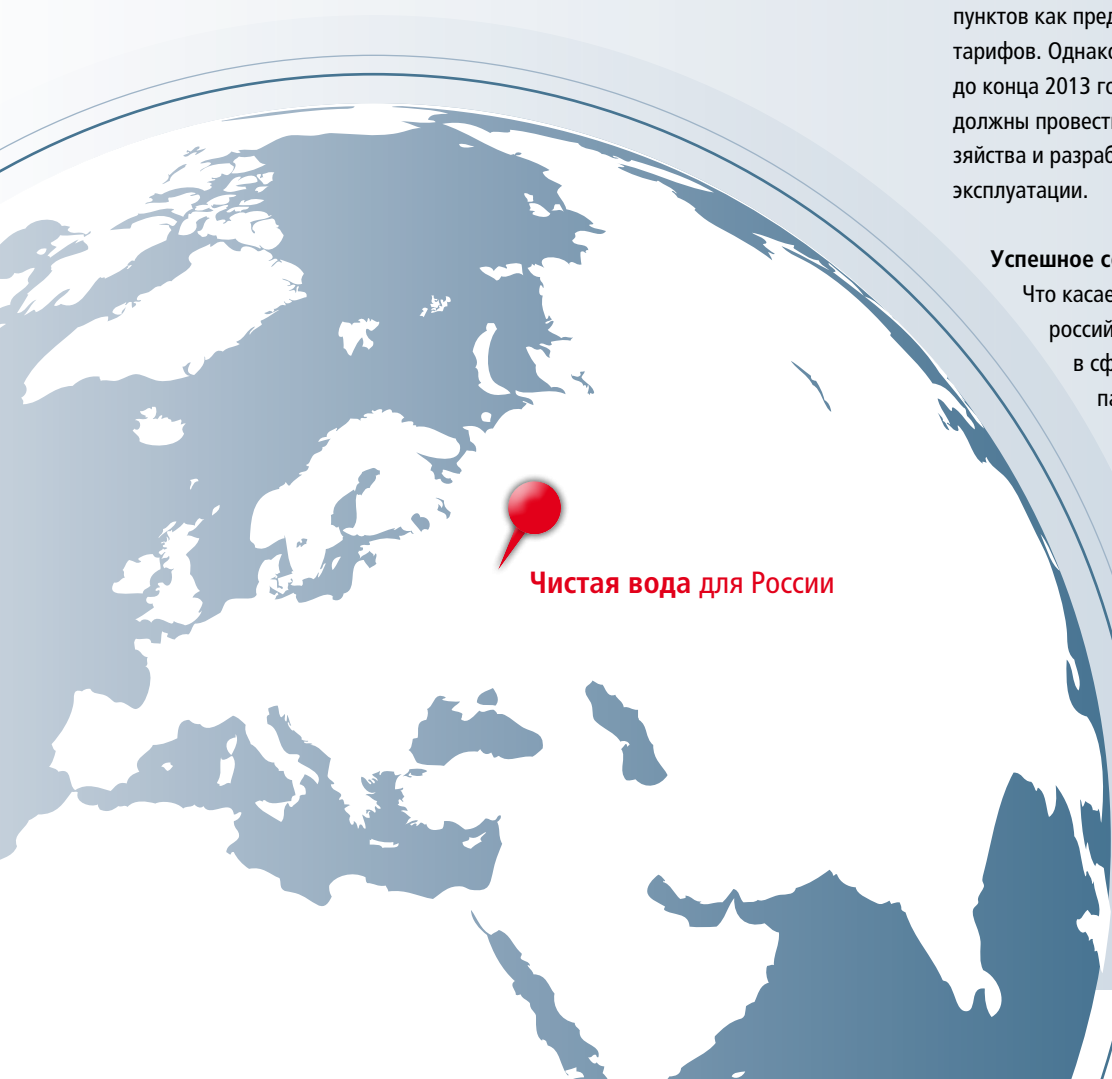 пунктов как пред
тарифов. Однако
до конца 2013 го
должны провест
зяйства и разраб
эксплуатации.
Успешное с
Что касае
россий
в сф
па
Чистая вода для России